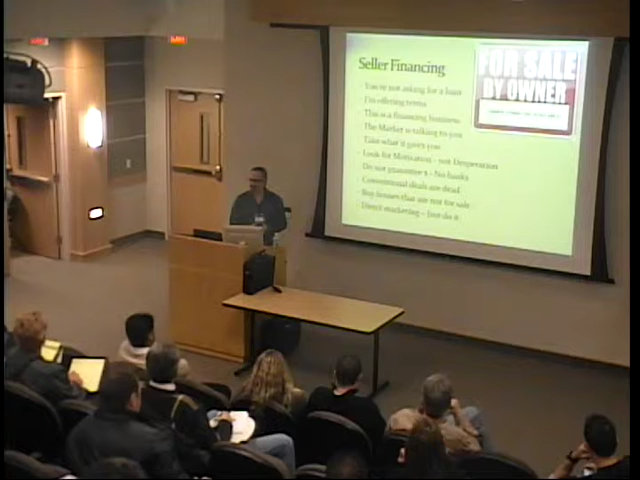 Seller Financing
You're not asking for a loan
I'm offering terms
This is a financing business
The Market is talking to you
Take what it gives you
Look for Motivation - not Desperation
Do not guarantee s - No banks
Conventional deals are dead
Buy houses that are not for sale
Direct marketing - Just do it
FOR SALE
BY OWNER